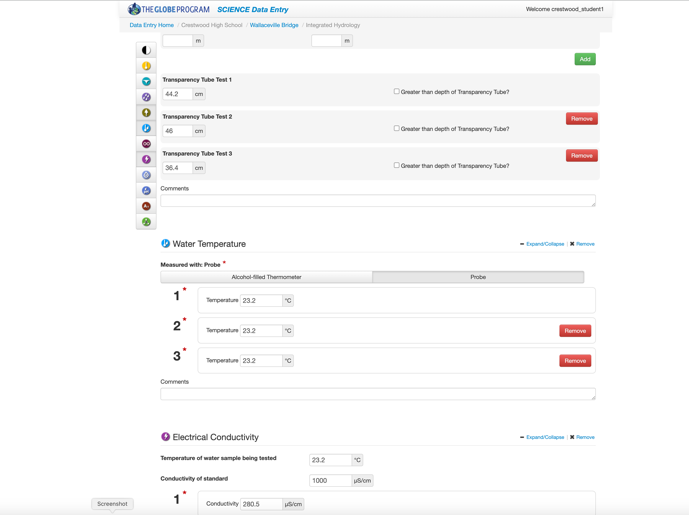 THE GLOBE PROGRAM SCIENCE Data Entry Welcome crestwood_student1
Data Entry Home / Crestwood High School / Wallaceville Bridge / Integrated Hydrology
m m
Add
Transparency Tube Test 1
44.2 cm Greater than depth of Transparency Tube?
Transparency Tube Test 2 Remove
46 cm Greater than depth of Transparency Tube?
Transparency Tube Test 3 Remove
36.4 cm Greater than depth of Transparency Tube?
Comments
Water Temperature Expand/Collapse Remove
Measured with: Probe *
Alcohol-filled Thermometer Probe
1 * Temperature 23.2 °C
2 * Temperature 23.2 °C Remove
3 * Temperature 23.2 °C Remove
Comments
Electrical Conductivity Expand/Collapse Remove
Temperature of water sample being tested 23.2 °C
Conductivity of standard 1000 µS/cm
Screenshot
1 * Conductivity 280.5 µS/cm